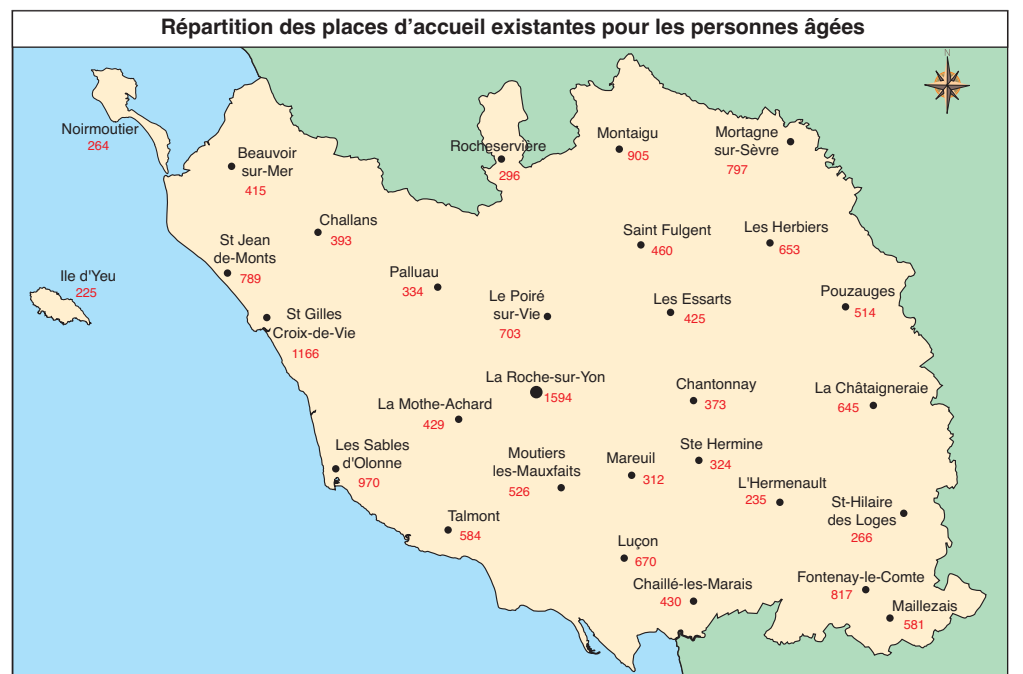 Répartition des places d'accueil existantes pour les personnes âgées
N
Noirmoutier
264
Beauvoir
sur-Mer
415
Rocheservière
296
Montaigu
905
Mortagne
sur-Sèvre
797
Challans
393
St Jean
de-Monts
789
Saint Fulgent
460
Les Herbiers
653
Ile d'Yeu
225
Palluau
334
Le Poiré
sur-Vie
703
Les Essarts
425
Pouzauges
514
St Gilles
Croix-de-Vie
1166
La Roche-sur-Yon
1594
Chantonnay
373
La Châtaigneraie
645
La Mothe-Achard
429
Les Sables
d'Olonne
970
Moutiers
les-Mauxfaits
526
Mareuil
312
Ste Hermine
324
L'Hermenault
235
St-Hilaire
des Loges
266
Talmont
584
Luçon
670
Chaillé-les-Marais
430
Fontenay-le-Comte
817
Maillezais
581